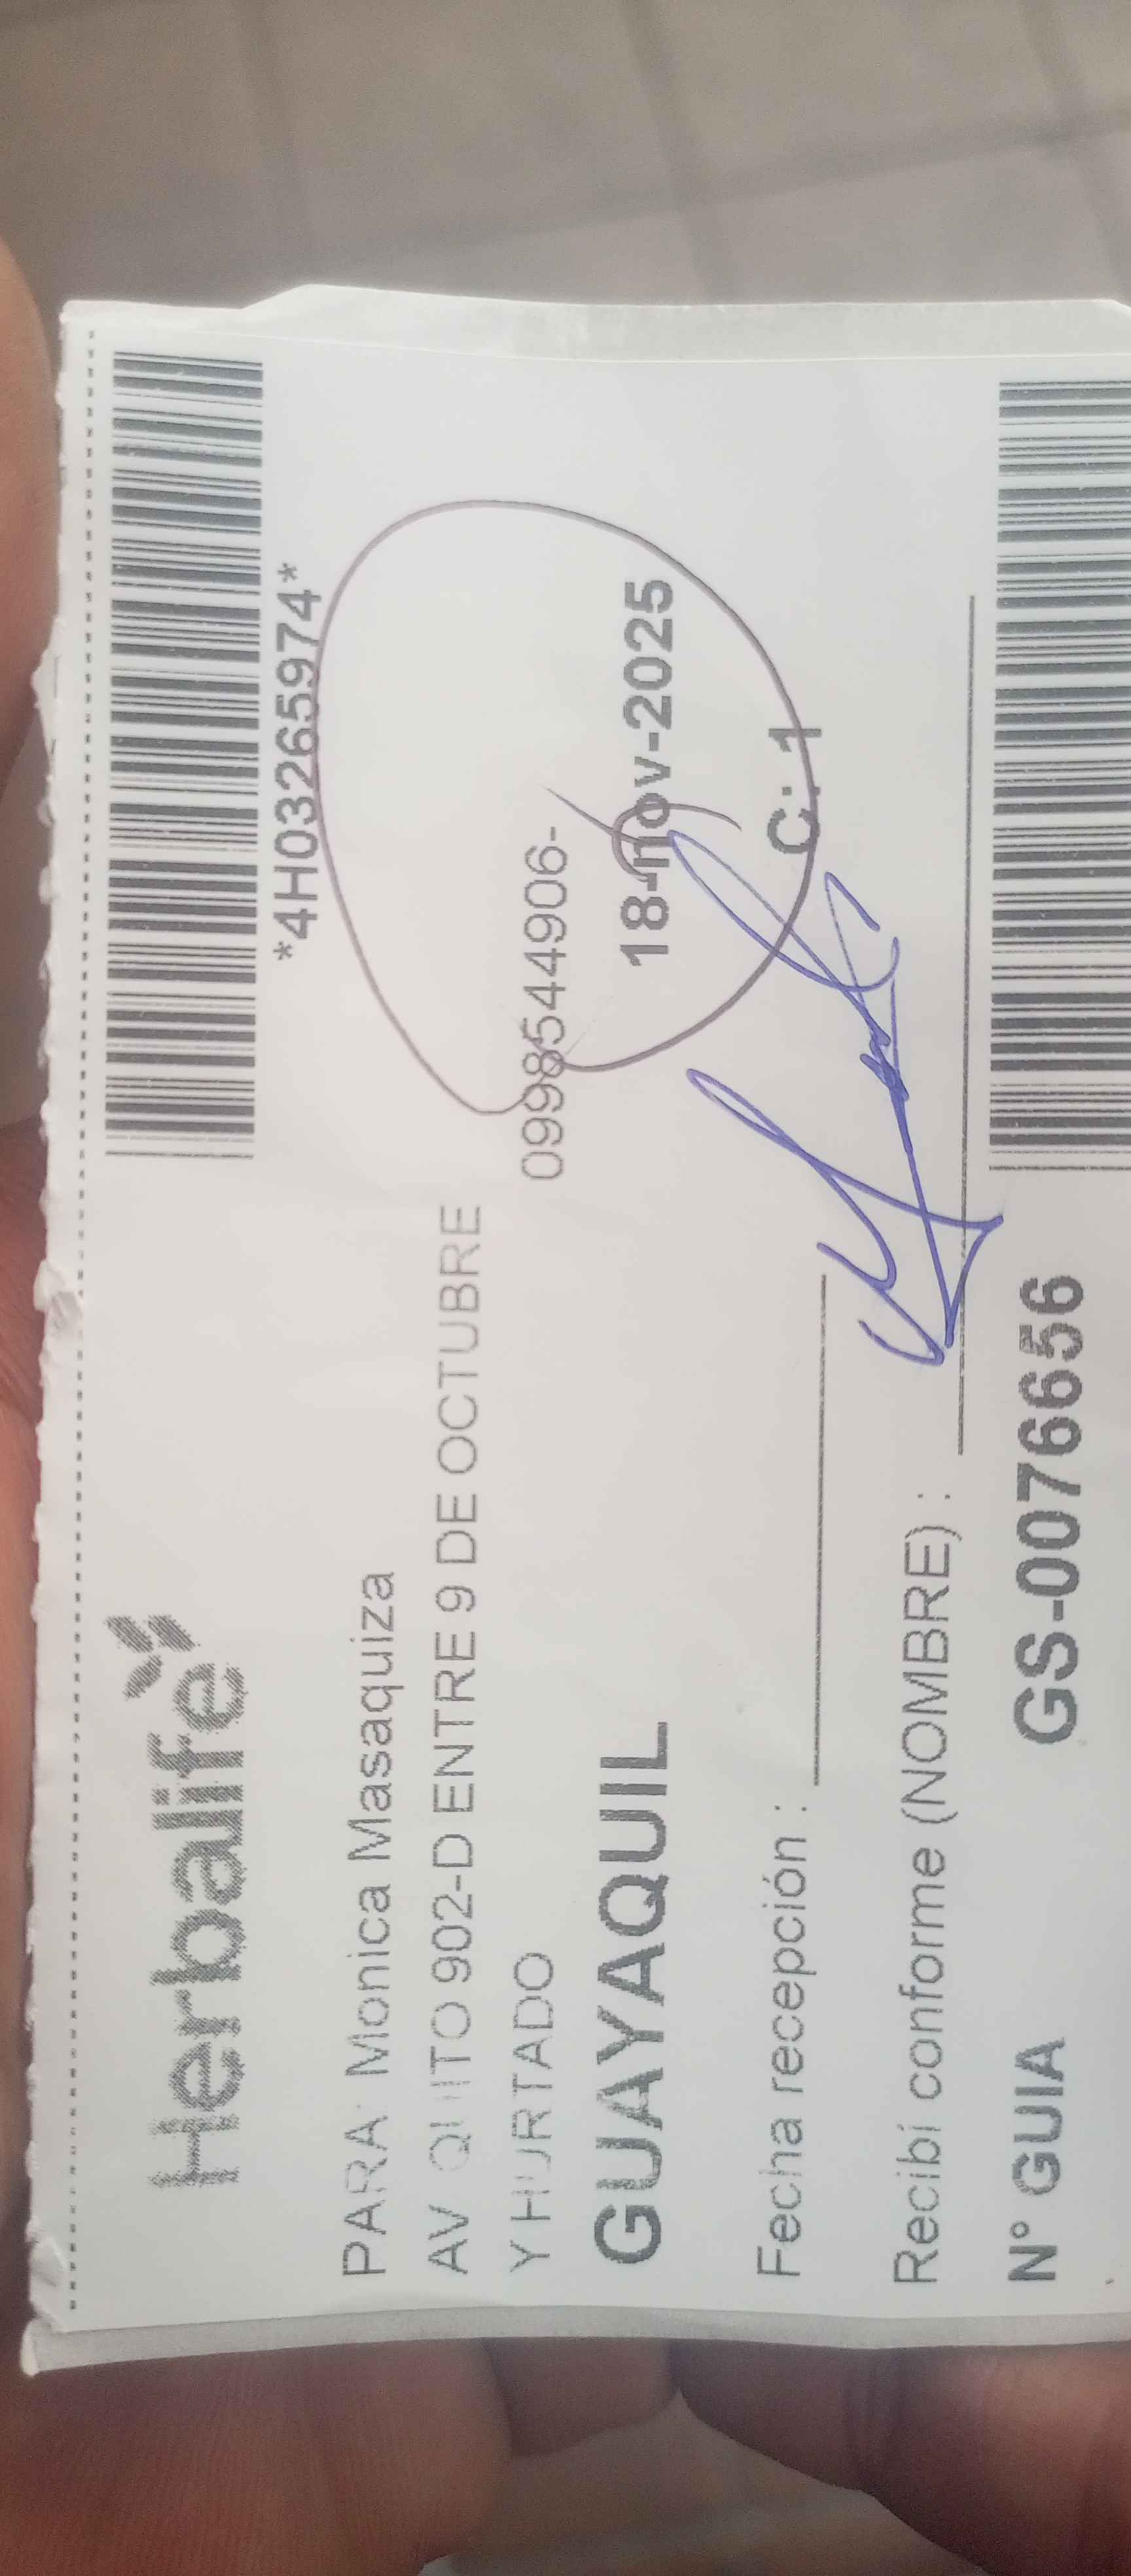 Herbalife
*4H03265974*
PARA Monica Masaquiza
AV QUITO 902-D ENTRE 9 DE OCTUBRE
Y HURTADO
0998544906-
GUAYAQUIL
18-nov-2025
C: 1
Fecha recepción :
Recibí conforme (NOMBRE) :
N° GUIA
GS-0076656